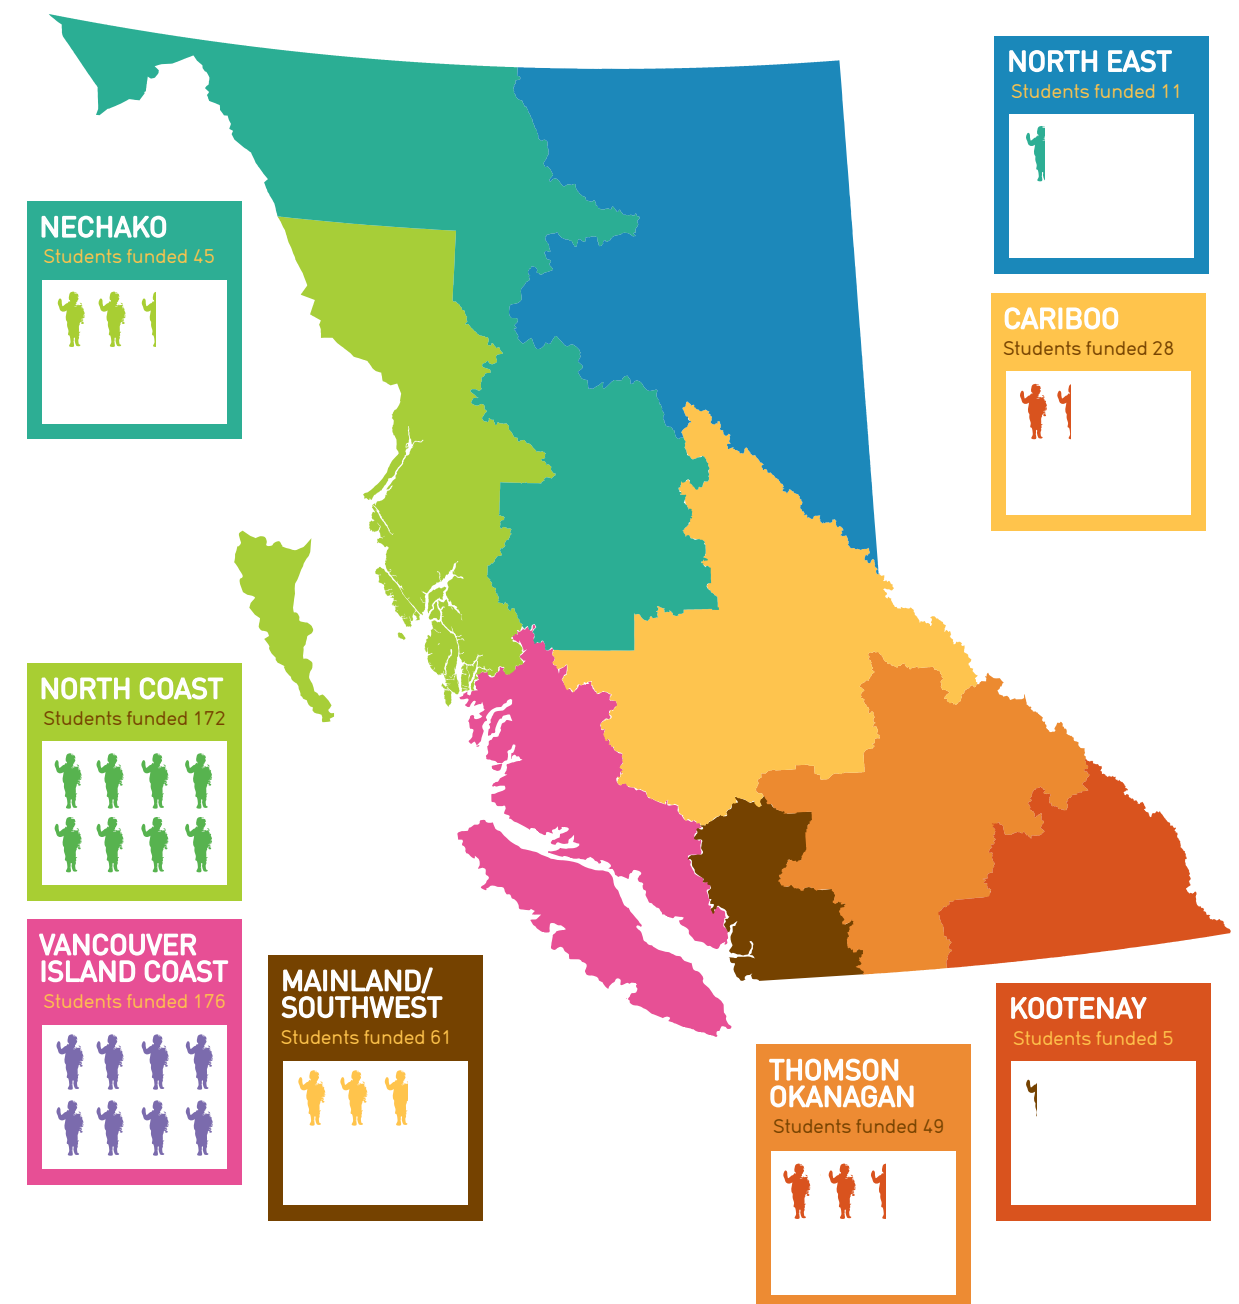 NORTH EAST
Students funded 11
NECHAKO
Students funded 45
CARIBOO
Students funded 28
NORTH COAST
Students funded 172
VANCOUVER
ISLAND COAST
Students funded 176
MAINLAND/
SOUTHWEST
Students funded 61
KOOTENAY
Students funded 5
THOMSON
OKANAGAN
Students funded 49